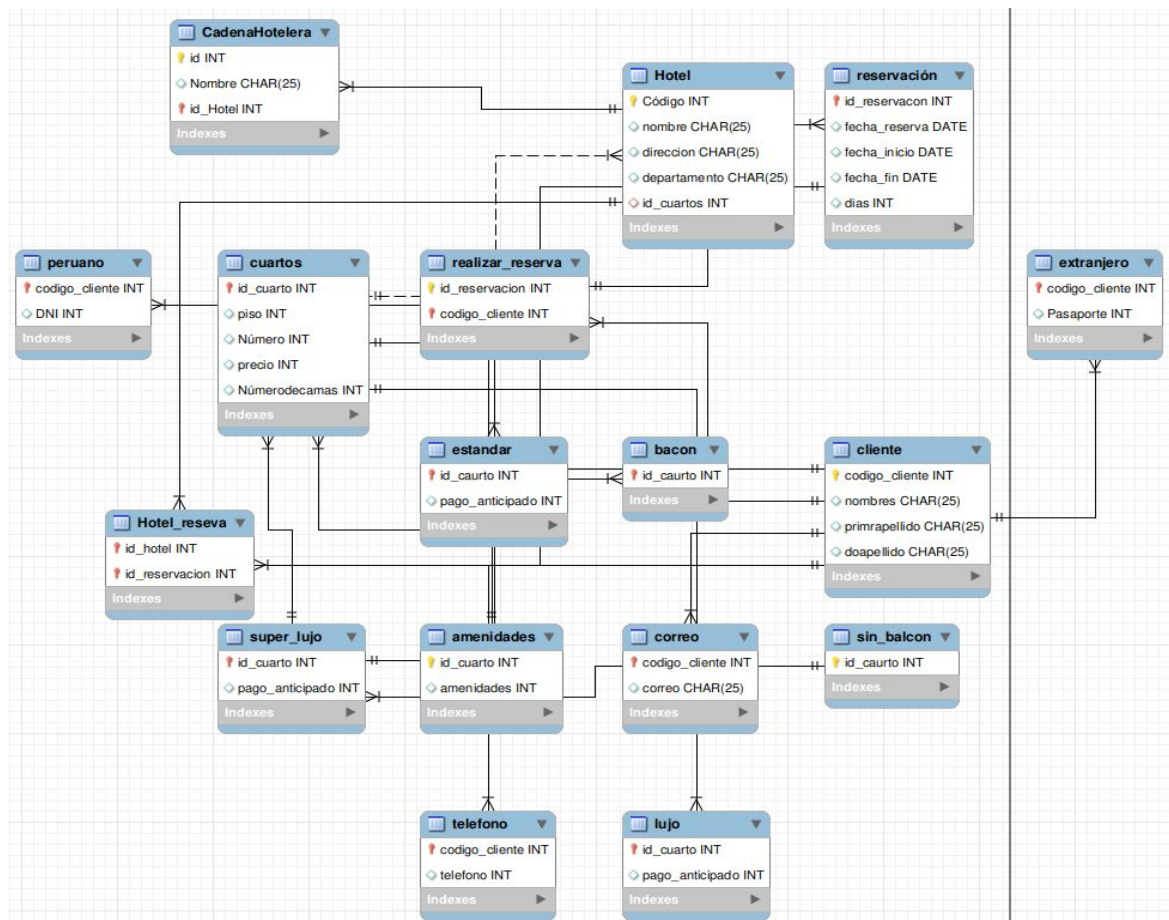 CadenaHotelera
id INT
Nombre CHAR(25)
id_Hotel INT
Indexes
Hotel
Código INT
nombre CHAR(25)
direccion CHAR(25)
departamento CHAR(25)
id_cuartos INT
Indexes
reservación
id_reservacon INT
fecha_reserva DATE
fecha_inicio DATE
fecha_fin DATE
dias INT
Indexes
peruano
codigo_cliente INT
DNI INT
Indexes
cuartos
id_cuarto INT
piso INT
Número INT
precio INT
Númerodecamas INT
Indexes
realizar_reserva
id_reservacion INT
codigo_cliente INT
Indexes
extranjero
codigo_cliente INT
Pasaporte INT
Indexes
estandar
id_caurto INT
pago_anticipado INT
Indexes
bacon
id_caurto INT
Indexes
cliente
codigo_cliente INT
nombres CHAR(25)
primrapellido CHAR(25)
doapellido CHAR(25)
Indexes
Hotel_reseva
id_hotel INT
id_reservacion INT
Indexes
super_lujo
id_cuarto INT
pago_anticipado INT
Indexes
amenidades
id_cuarto INT
amenidades INT
Indexes
correo
codigo_cliente INT
correo CHAR(25)
Indexes
sin_balcon
id_caurto INT
Indexes
telefono
codigo_cliente INT
telefono INT
Indexes
lujo
id_cuarto INT
pago_anticipado INT
Indexes